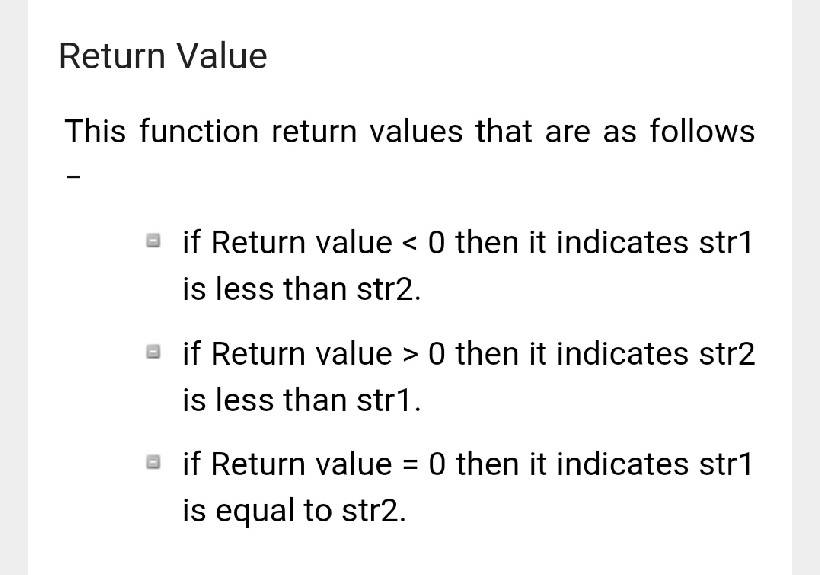 Return Value
This function return values that are as follows
–
if Return value < 0 then it indicates str1
is less than str2.
if Return value > 0 then it indicates str2
is less than str1.
if Return value = 0 then it indicates str1
is equal to str2.